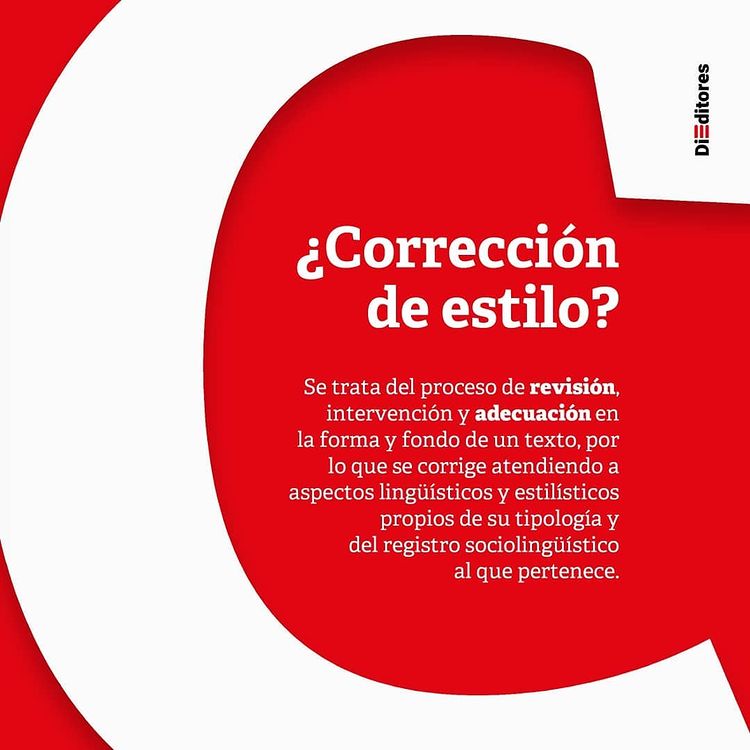 DiEditores
¿Corrección
de estilo?
Se trata del proceso de revisión,
intervención y adecuación en
la forma y fondo de un texto, por
lo que se corrige atendiendo a
aspectos lingüísticos y estilísticos
propios de su tipología y
del registro sociolingüístico
al que pertenece.